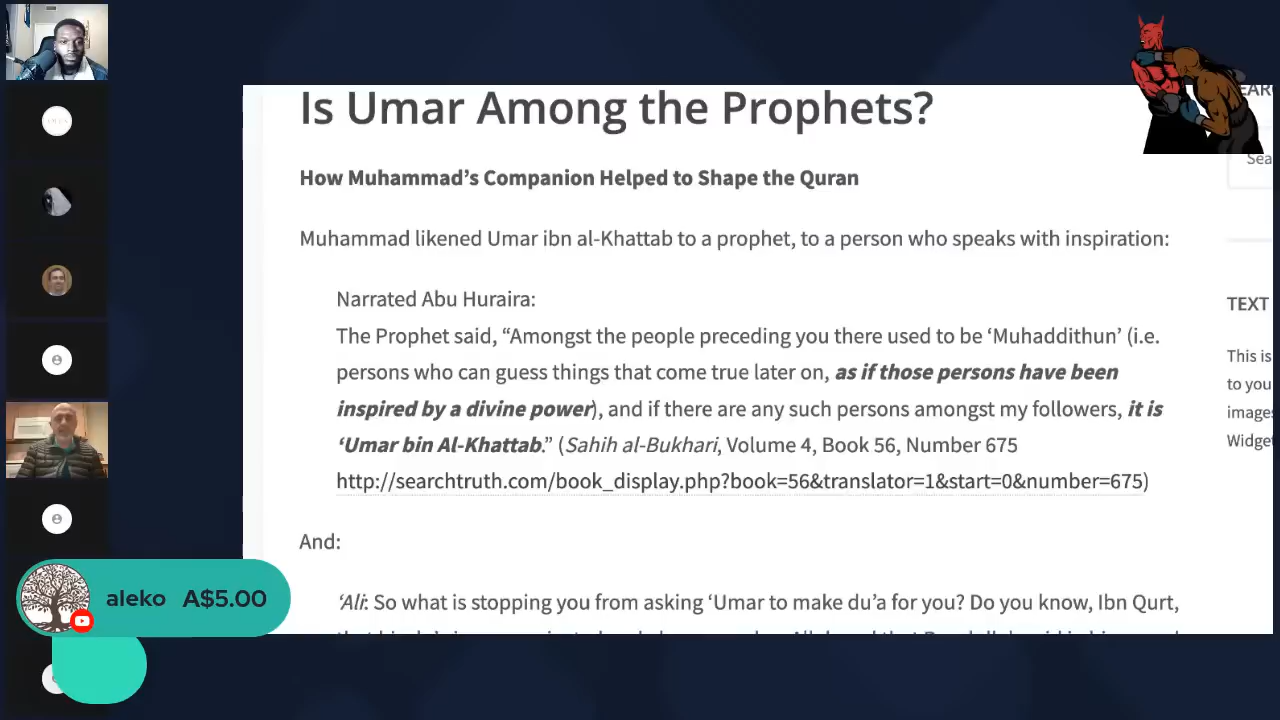 Is Umar Among the Prophets?
EAR
Sea
How Muhammad's Companion Helped to Shape the Quran
Muhammad likened Umar ibn al-Khattab to a prophet, to a person who speaks with inspiration:
Narrated Abu Huraira:
The Prophet said, “Amongst the people preceding you there used to be ‘Muhaddithun’ (i.e.
persons who can guess things that come true later on, as if those persons have been
inspired by a divine power), and if there are any such persons amongst my followers, it is
‘Umar bin Al-Khattab.” (Sahih al-Bukhari, Volume 4, Book 56, Number 675
http://searchtruth.com/book_display.php?book=56&translator=1&start=0&number=675)
And:
‘Ali: So what is stopping you from asking ‘Umar to make du’a for you? Do you know, Ibn Qurt,
TEXT
This is
to you
images
Widget
aleko A$5.00